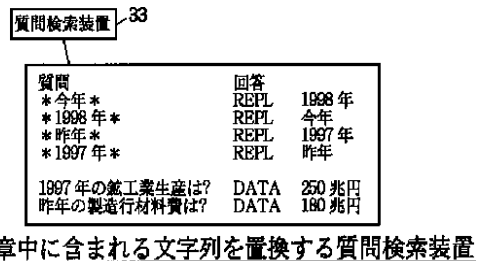 質問検索装置 33
質問 回答
*今年* REPL 1998年
*1998年* REPL 今年
*昨年* REPL 1997年
*1997年* REPL 昨年
1997年の鉱工業生産は? DATA 250兆円
昨年の製造行材料費は? DATA 180兆円
章中に含まれる文字列を置換する質問検索装置